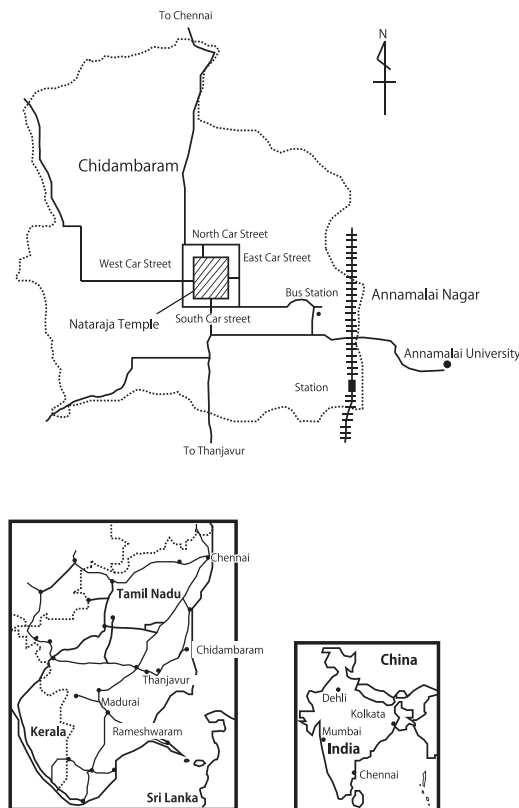 To Chennai
N
Chidambaram
North Car Street
West Car Street
East Car Street
Bus Station
Annamalai Nagar
Nataraja Temple
South Car street
Annamalai University
Station
To Thanjavur
Chennai
Tamil Nadu
Chidambaram
Thanjavur
Madurai
Kerala
Rameshwaram
Sri Lanka
China
Dehli
Kolkata
Mumbai
India
Chennai